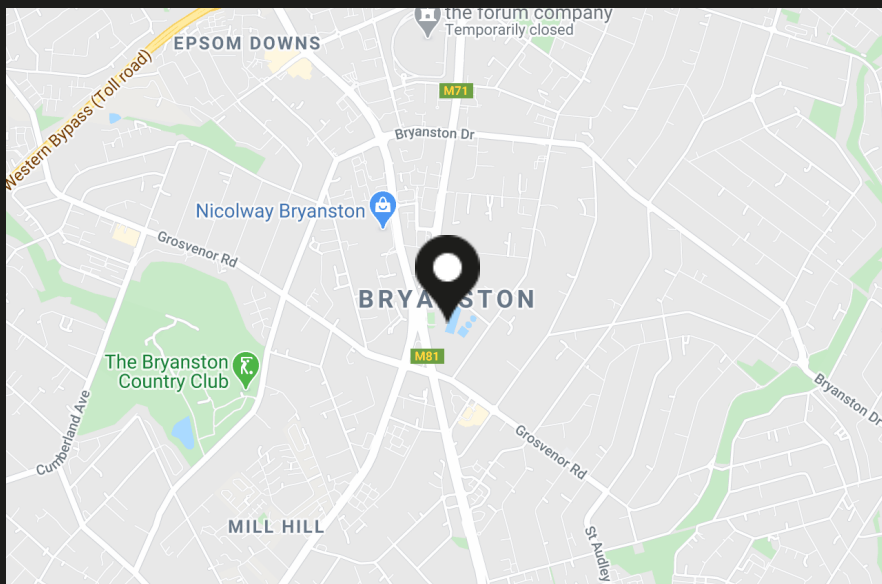 the forum company
Temporarily closed
EPSOM DOWNS
Western Bypass (Toll road)
M71
Bryanston Dr
Nicolway Bryanston
Grosvenor Rd
BRYANSTON
M81
The Bryanston
Country Club
Bryanston Dr
Cumberland Ave
Grosvenor Rd
MILL HILL
St Audley